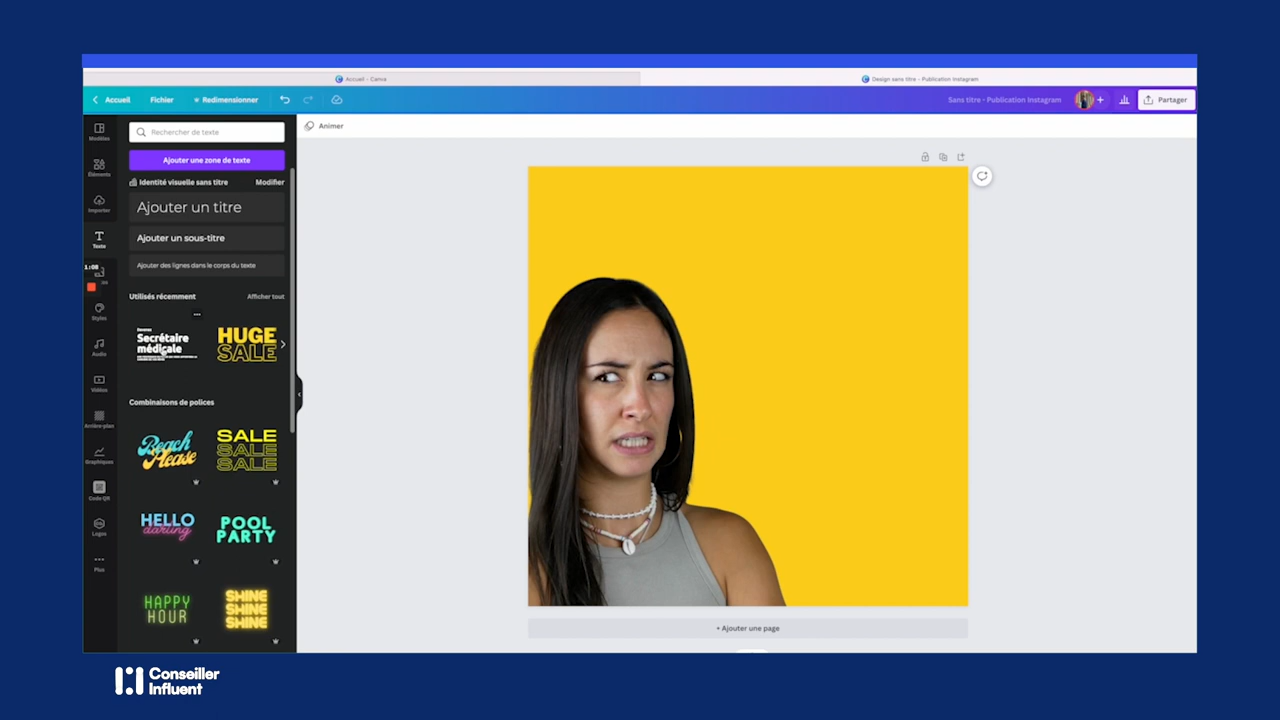 Accueil - Canva
Design sans titre - Publication Instagram
Accueil
Fichier
Redimensionner
Sans titre - Publication Instagram
Partager
Animer
Modèles
Éléments
Importer
Texte
1:08
Styles
Audio
Vidéos
Arrière-plan
Graphiques
Code QR
Logos
Plus
Rechercher de texte
Ajouter une zone de texte
Identité visuelle sans titre
Modifier
Ajouter un titre
Ajouter un sous-titre
Ajouter des lignes dans le corps du texte
Utilisés récemment
Afficher tout
Secrétaire
médicale
HUGE
SALE
Combinaisons de polices
Beach
Please
SALE
SALE
SALE
HELLO
darling
POOL
PARTY
HAPPY
HOUR
SHINE
SHINE
SHINE
+ Ajouter une page
Conseiller
Influent